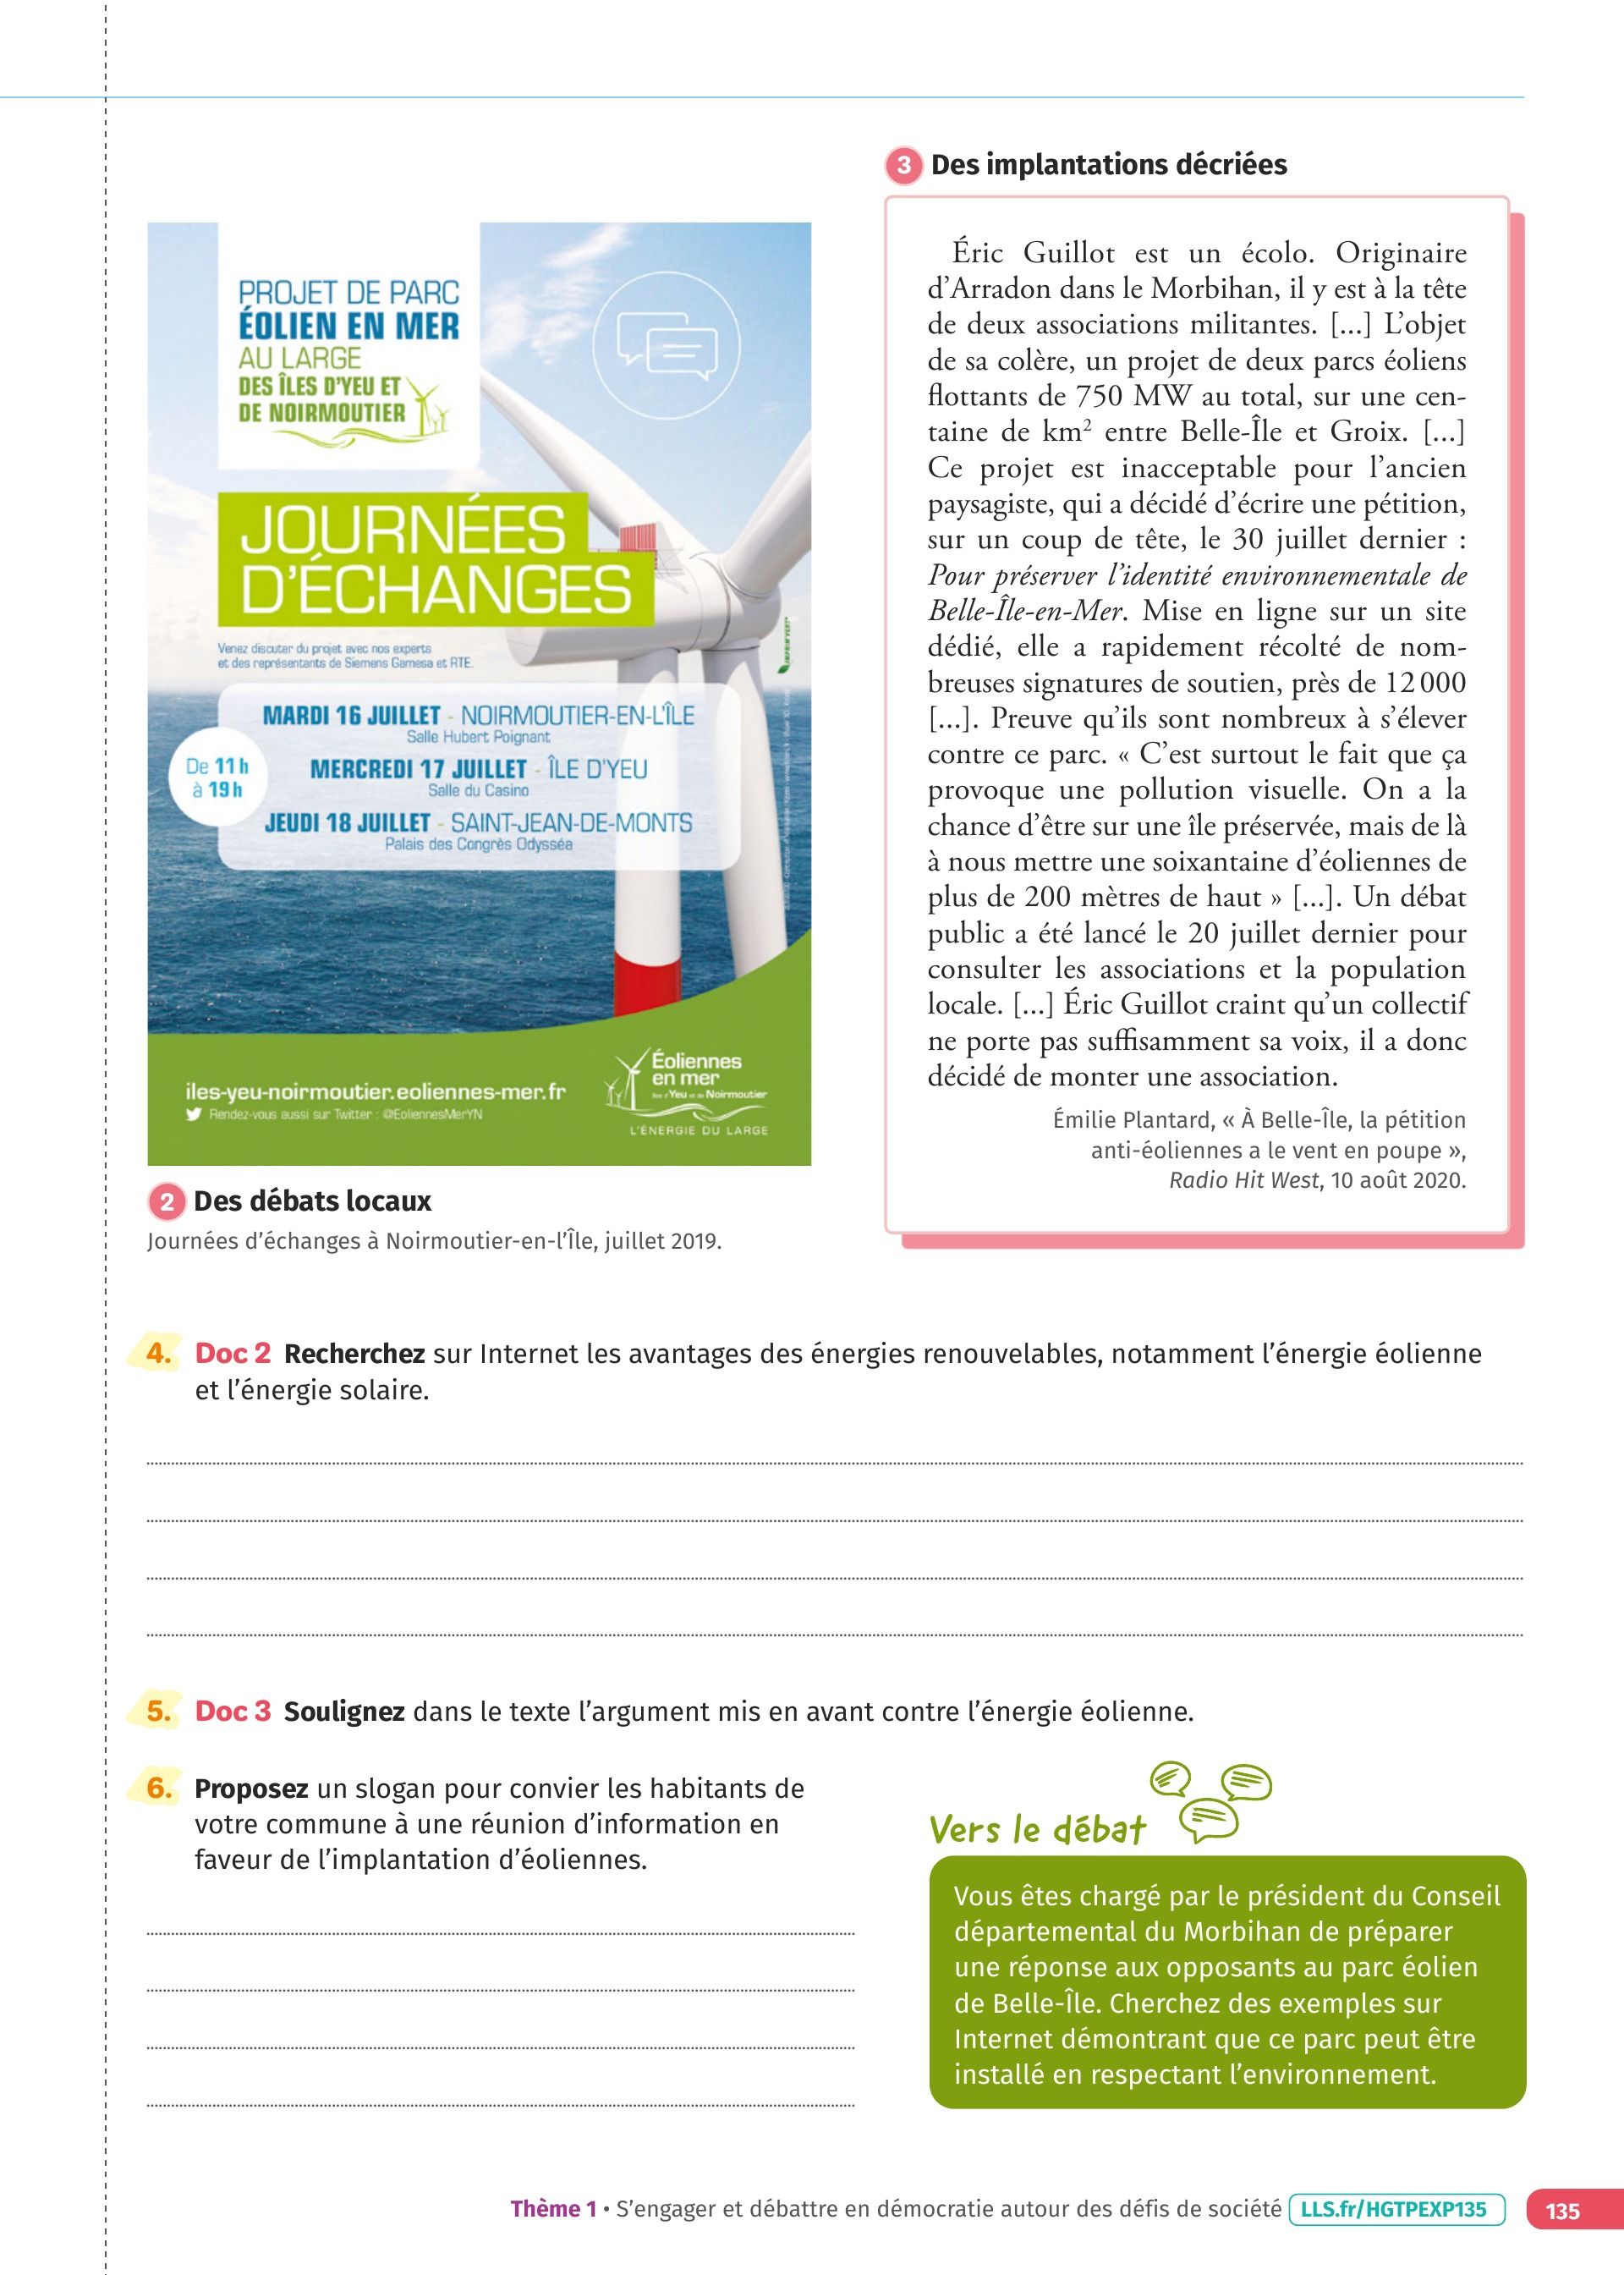 PROJET DE PARC
ÉOLIEN EN MER
AU LARGE
DES ÎLES D'YEU ET
DE NOIRMOUTIER
JOURNÉES
D'ÉCHANGES
Venez discuter du projet avec nos experts
et des représentants de Siemens Gamesa et RTE.
De 11 h
à 19 h
MARDI 16 JUILLET - NOIRMOUTIER-EN-L'ÎLE
Salle Hubert Poignant
MERCREDI 17 JUILLET - ÎLE D'YEU
Salle du Casino
JEUDI 18 JUILLET - SAINT-JEAN-DE-MONTS
Palais des Congrès Odysséa
IMPRIM'VERT
iles-yeu-noirmoutier.eoliennes-mer.fr
Rendez-vous aussi sur Twitter : @EoliennesMerYN
Éoliennes
en mer
Îles d'Yeu et de Noirmoutier
L'ÉNERGIE DU LARGE
2 Des débats locaux
Journées d'échanges à Noirmoutier-en-l'Île, juillet 2019.
3 Des implantations décriées
Éric Guillot est un écolo. Originaire
d'Arradon dans le Morbihan, il y est à la tête
de deux associations militantes. [...] L'objet
de sa colère, un projet de deux parcs éoliens
flottants de 750 MW au total, sur une cen-
taine de km² entre Belle-Île et Groix. [...]
Ce projet est inacceptable pour l'ancien
paysagiste, qui a décidé d'écrire une pétition,
sur un coup de tête, le 30 juillet dernier :
Pour préserver l'identité environnementale de
Belle-Île-en-Mer. Mise en ligne sur un site
dédié, elle a rapidement récolté de nom-
breuses signatures de soutien, près de 12 000
[...]. Preuve qu'ils sont nombreux à s'élever
contre ce parc. « C'est surtout le fait que ça
provoque une pollution visuelle. On a la
chance d'être sur une île préservée, mais de là
à nous mettre une soixantaine d'éoliennes de
plus de 200 mètres de haut » [...]. Un débat
public a été lancé le 20 juillet dernier pour
consulter les associations et la population
locale. [...] Éric Guillot craint qu'un collectif
ne porte pas suffisamment sa voix, il a donc
décidé de monter une association.
Émilie Plantard, « À Belle-Île, la pétition
anti-éoliennes a le vent en poupe »,
Radio Hit West, 10 août 2020.
4. Doc 2 Recherchez sur Internet les avantages des énergies renouvelables, notamment l'énergie éolienne
et l'énergie solaire.
5. Doc 3 Soulignez dans le texte l'argument mis en avant contre l'énergie éolienne.
6. Proposez un slogan pour convier les habitants de
votre commune à une réunion d'information en
faveur de l'implantation d'éoliennes.
Vers le débat
Vous êtes chargé par le président du Conseil
départemental du Morbihan de préparer
une réponse aux opposants au parc éolien
de Belle-Île. Cherchez des exemples sur
Internet démontrant que ce parc peut être
installé en respectant l'environnement.
Thème 1 • S'engager et débattre en démocratie autour des défis de société LLS.fr/HGTPEXP135
135